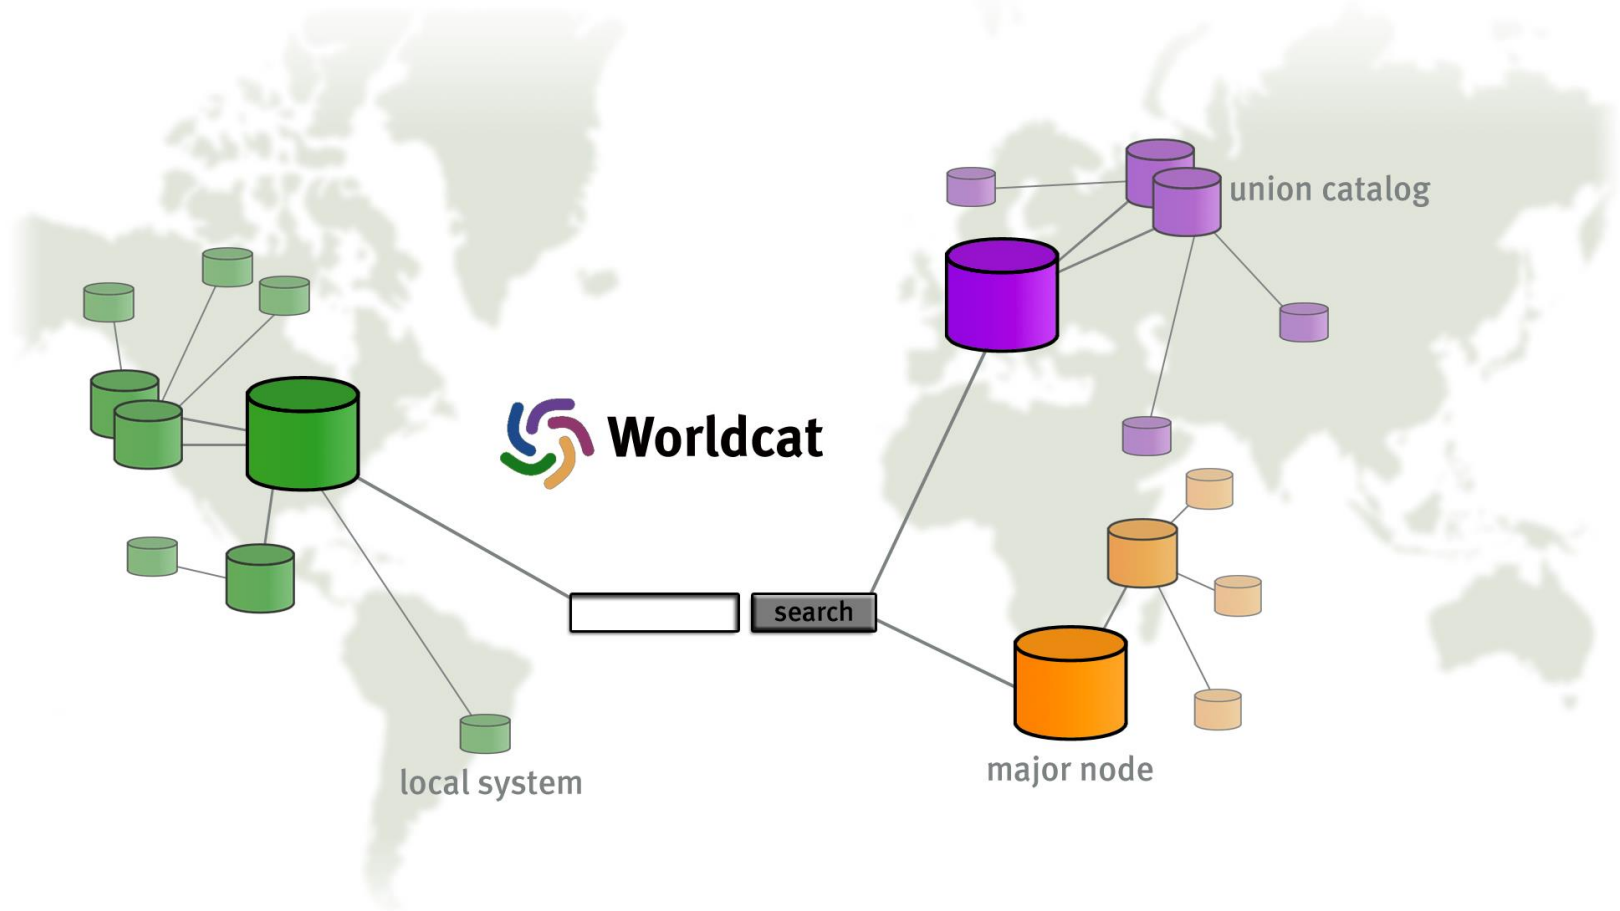 union catalog
Worldcat
search
major node
local system